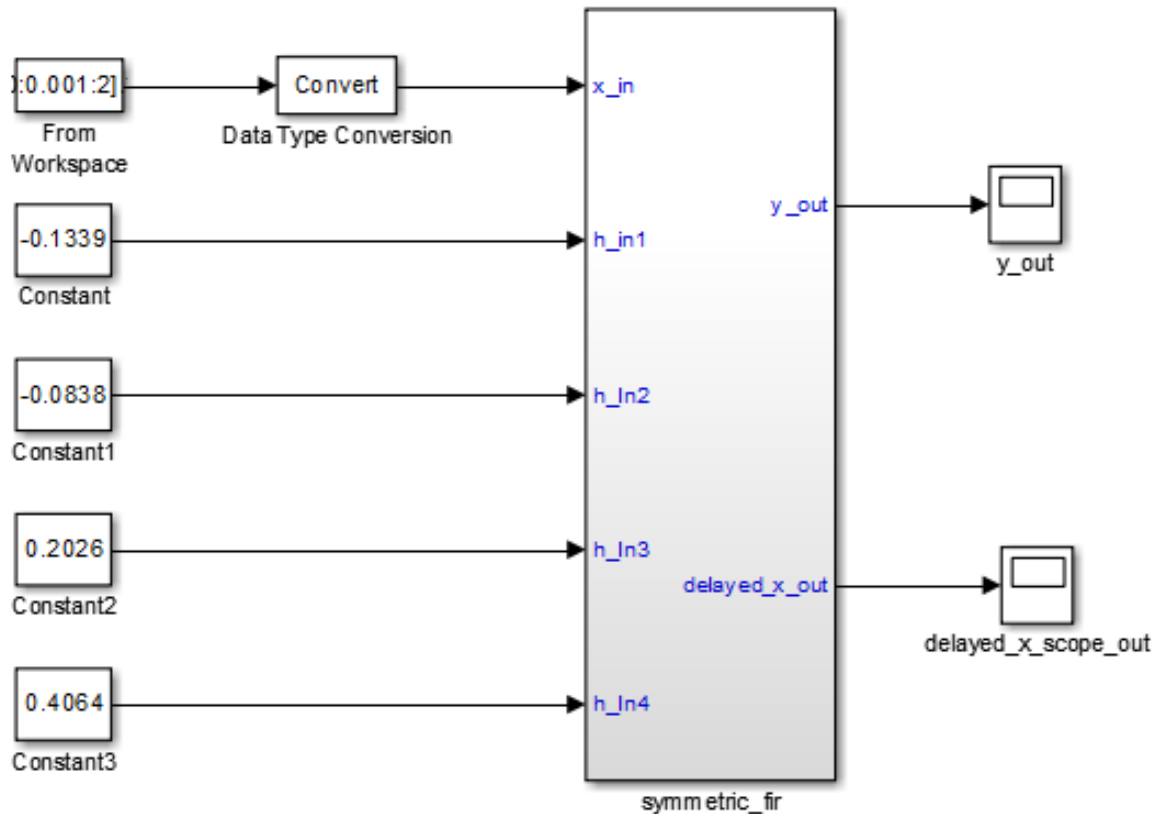 ):0.001:2]
From
Workspace
Convert
Data Type Conversion
x_in
-0.1339
Constant
h_in1
y_out
y_out
-0.0838
Constant1
h_In2
0.2026
Constant2
h_In3
delayed_x_out
delayed_x_scope_out
0.4064
Constant3
h_In4
symmetric_fir